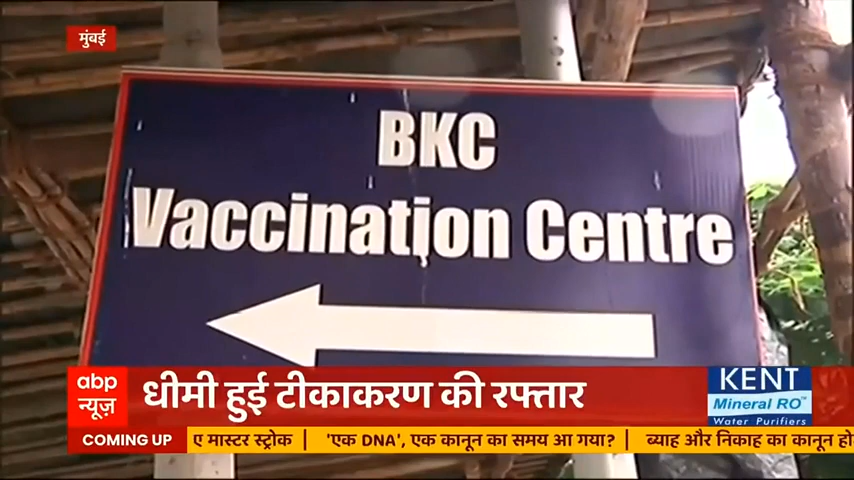 मुंबई
BKC
Vaccination Centre
abp न्यूज़
धीमी हुई टीकाकरण की रफ्तार
KENT
Mineral RO™
Water Purifiers
COMING UP
ए मास्टर स्ट्रोक | 'एक DNA', एक कानून का समय आ गया? | ब्याह और निकाह का कानून हो